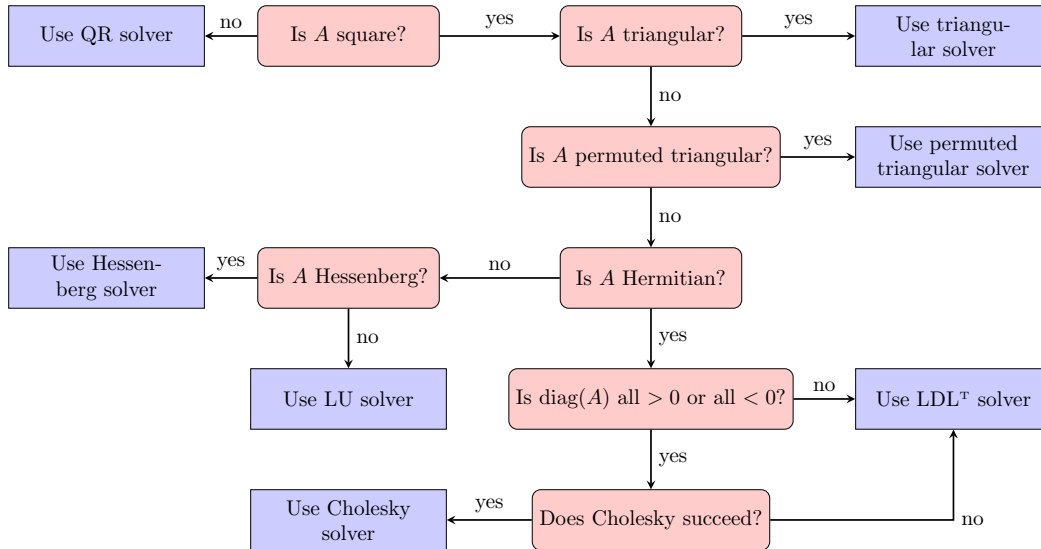 Use QR solver
no
Is A square?
yes
Is A triangular?
yes
Use triangu-
lar solver
no
Is A permuted triangular?
yes
Use permuted
triangular solver
no
Use Hessen-
berg solver
yes
Is A Hessenberg?
no
Is A Hermitian?
no
yes
Use LU solver
Is diag(A) all > 0 or all < 0?
no
Use LDLᵀ solver
yes
Use Cholesky
solver
yes
Does Cholesky succeed?
no